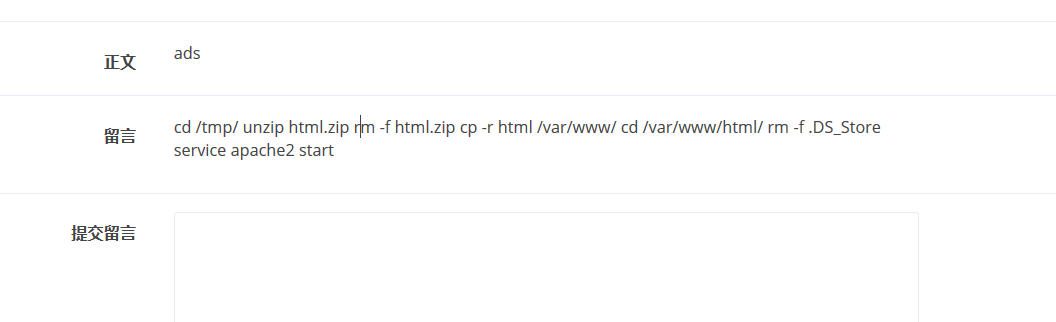 正文
ads
留言
cd /tmp/ unzip html.zip rm -f html.zip cp -r html /var/www/ cd /var/www/html/ rm -f .DS_Store
service apache2 start
提交留言